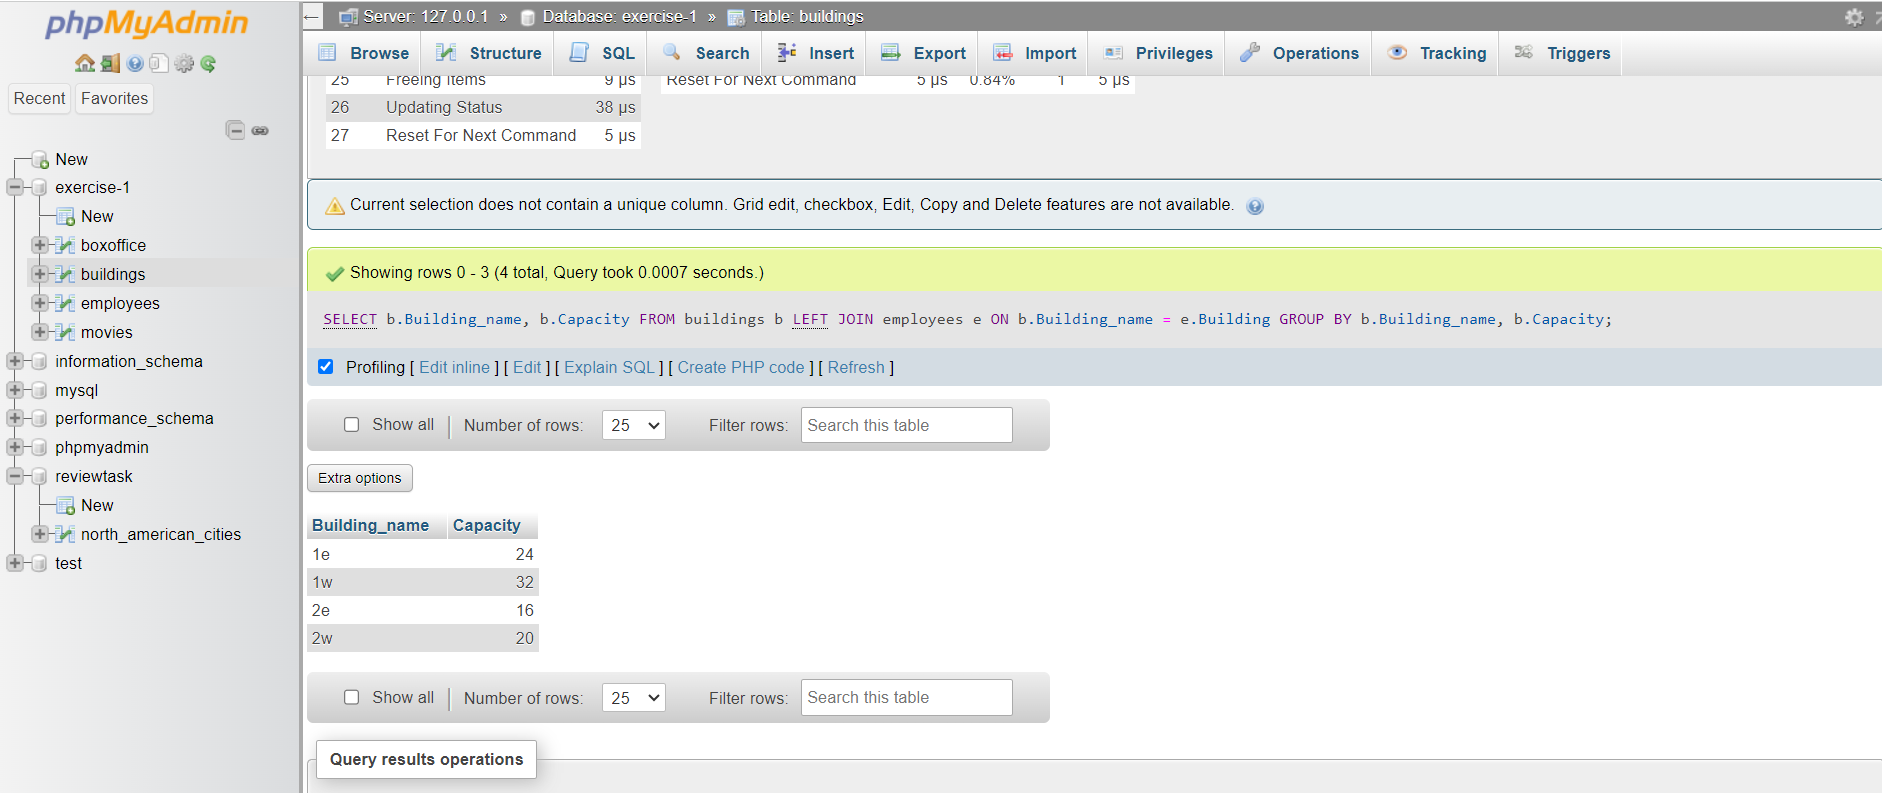 phpMyAdmin
Recent Favorites
New
exercise-1
New
boxoffice
buildings
employees
movies
information_schema
mysql
performance_schema
phpmyadmin
reviewtask
New
north_american_cities
test
Server: 127.0.0.1 » Database: exercise-1 » Table: buildings
Browse Structure SQL Search Insert Export Import Privileges Operations Tracking Triggers
25 Freeing Items 9 µs Reset For Next Command 5 µs 0.84% 1 5 µs
26 Updating Status 38 µs
27 Reset For Next Command 5 µs
Current selection does not contain a unique column. Grid edit, checkbox, Edit, Copy and Delete features are not available.
Showing rows 0 - 3 (4 total, Query took 0.0007 seconds.)
SELECT b.Building_name, b.Capacity FROM buildings b LEFT JOIN employees e ON b.Building_name = e.Building GROUP BY b.Building_name, b.Capacity;
Profiling [ Edit inline ] [ Edit ] [ Explain SQL ] [ Create PHP code ] [ Refresh ]
Show all Number of rows: 25 Filter rows: Search this table
Extra options
Building_name Capacity
1e 24
1w 32
2e 16
2w 20
Show all Number of rows: 25 Filter rows: Search this table
Query results operations